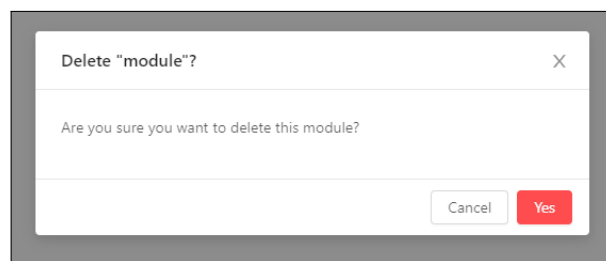 Delete "module"?
Are you sure you want to delete this module?
Cancel Yes